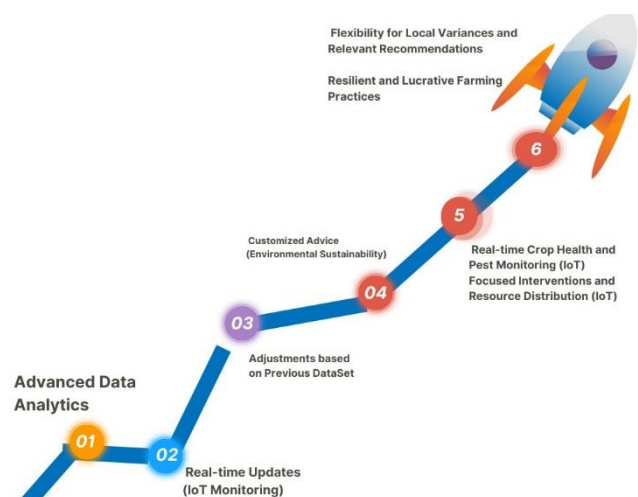 Flexibility for Local Variances and
Relevant Recommendations
Resilient and Lucrative Farming
Practices
6
5
Customized Advice
(Environmental Sustainability)
Real-time Crop Health and
Pest Monitoring (IoT)
Focused Interventions and
Resource Distribution (IoT)
04
03
Adjustments based
on Previous DataSet
Advanced Data
Analytics
01
02
Real-time Updates
(IoT Monitoring)